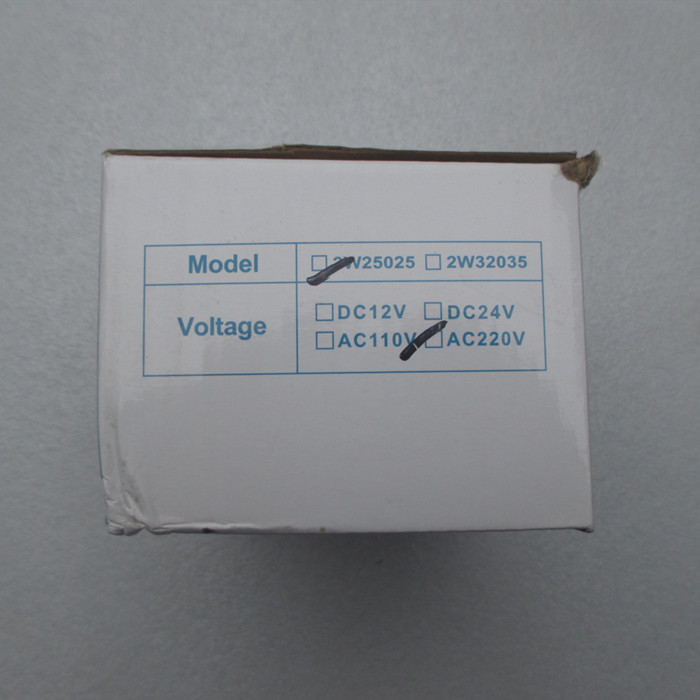 Model
2W25025 2W32035
Voltage
DC12V DC24V
AC110V AC220V